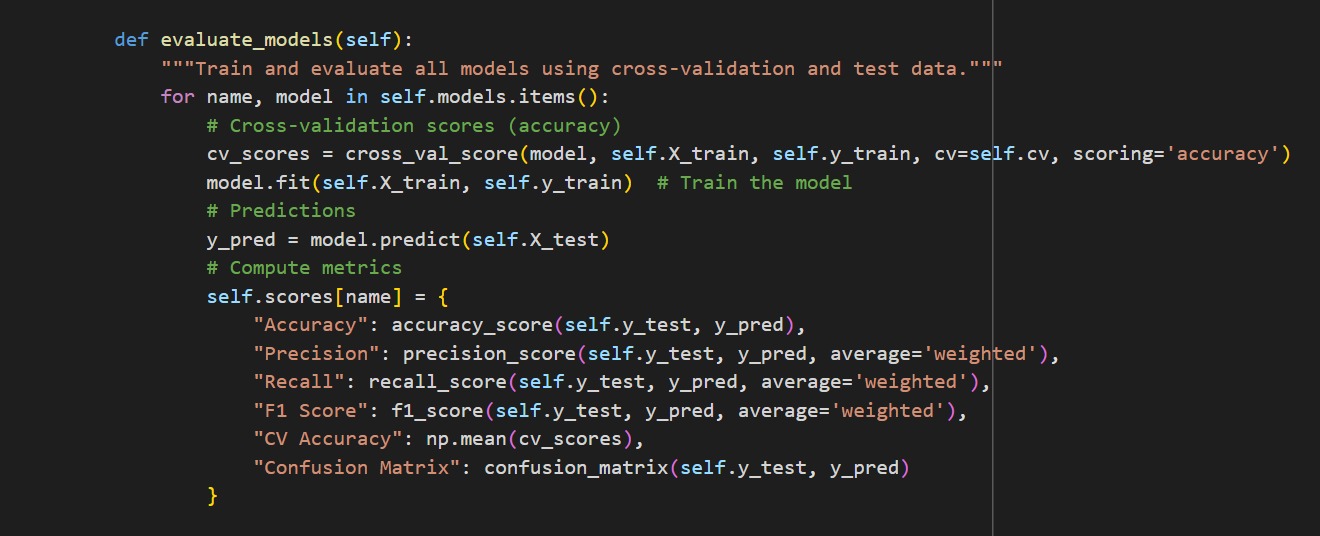 def evaluate_models(self):
    """Train and evaluate all models using cross-validation and test data."""
    for name, model in self.models.items():
        # Cross-validation scores (accuracy)
        cv_scores = cross_val_score(model, self.X_train, self.y_train, cv=self.cv, scoring='accuracy')
        model.fit(self.X_train, self.y_train)  # Train the model
        # Predictions
        y_pred = model.predict(self.X_test)
        # Compute metrics
        self.scores[name] = {
            "Accuracy": accuracy_score(self.y_test, y_pred),
            "Precision": precision_score(self.y_test, y_pred, average='weighted'),
            "Recall": recall_score(self.y_test, y_pred, average='weighted'),
            "F1 Score": f1_score(self.y_test, y_pred, average='weighted'),
            "CV Accuracy": np.mean(cv_scores),
            "Confusion Matrix": confusion_matrix(self.y_test, y_pred)
        }